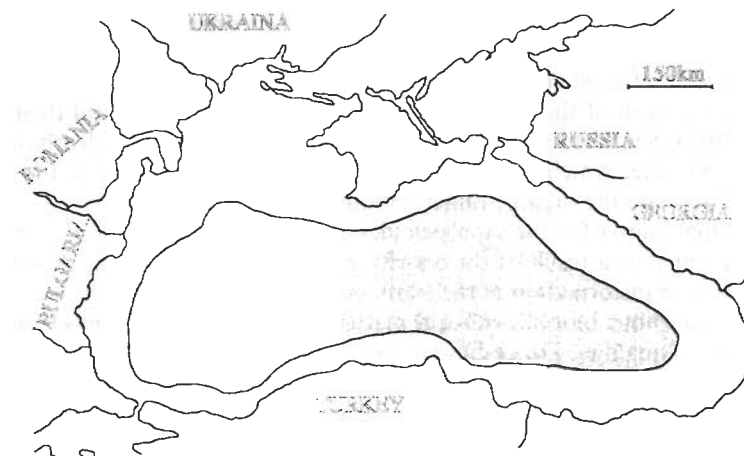 UKRAINA
150km
ROMANIA
RUSSIA
GEORGIA
BULGARIA
TURKEY